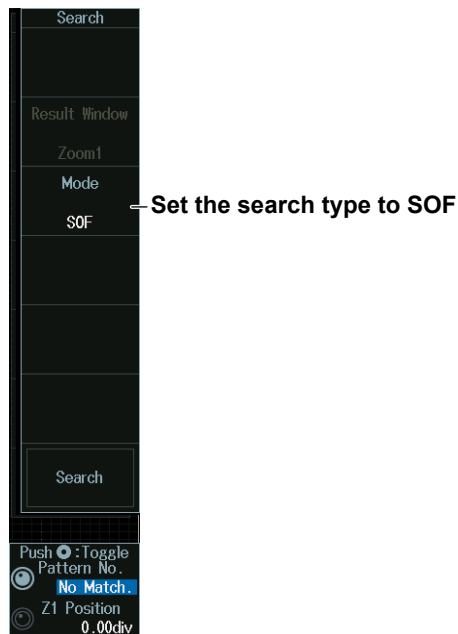 Search
Result Window
Zoom1
Mode
SOF
Set the search type to SOF
Search
Push :Toggle
Pattern No.
No Match.
Z1 Position
0.00div